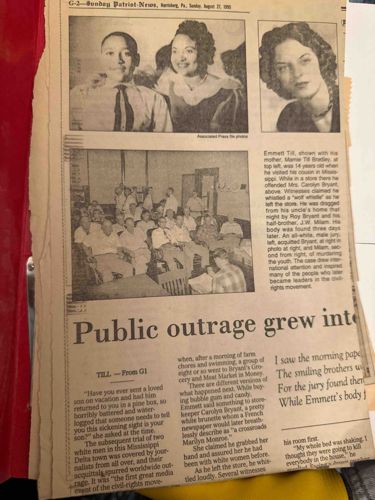 G-2—Sunday Patriot-News, Harrisburg, Pa., Sunday, August 27, 1995
Associated Press file photos
Emmett Till, shown with his
mother, Mamie Till Bradley, at
top left, was 14 years old when
he visited his cousin in Missis-
sippi. While in a store there he
offended Mrs. Carolyn Bryant,
above. Witnesses claimed he
whistled a "wolf whistle" as he
left the store. He was dragged
from his uncle's home that
night by Roy Bryant and his
half-brother, J.W. Milam. His
body was found three days
later. An all-white, male jury,
left, acquitted Bryant, at right in
photo at right, and Milam, sec-
ond from right, of murdering
the youth. The case drew inter-
national attention and inspired
many of the people who later
became leaders in the civil-
rights movement.
Public outrage grew int
TILL — From G1
"Have you ever sent a loved
son on vacation and had him
returned to you in a pine box, so
horribly battered and water-
logged that someone needs to tell
you this sickening sight is your
son?" she asked at the time.
The subsequent trial of two
white men in this Mississippi
Delta town was covered by jour-
nalists from all over, and their
acquittals spurred worldwide out-
rage. It was "the first great media
event of the civil-rights move-
when, after a morning of farm
chores and swimming, a group of
eight or so went to Bryant's Gro-
cery and Meat Market in Money.
There are different versions of
what happened next. While buy-
ing bubble gum and candy,
Emmett said something to store-
keeper Carolyn Bryant, a pretty
white brunette whom a French
newspaper would later breath-
lessly describe as "a crossroads
Marilyn Monroe."
She claimed he grabbed her
hand and assured her he had
been with white women before.
As he left the store, he whis-
tled loudly. Several witnesses
I saw the morning pape
The smiling brothers w
For the jury found them
While Emmett's body
his room first.
"My whole bed was shaking. I
thought they were going to kill
everybody in the house," he